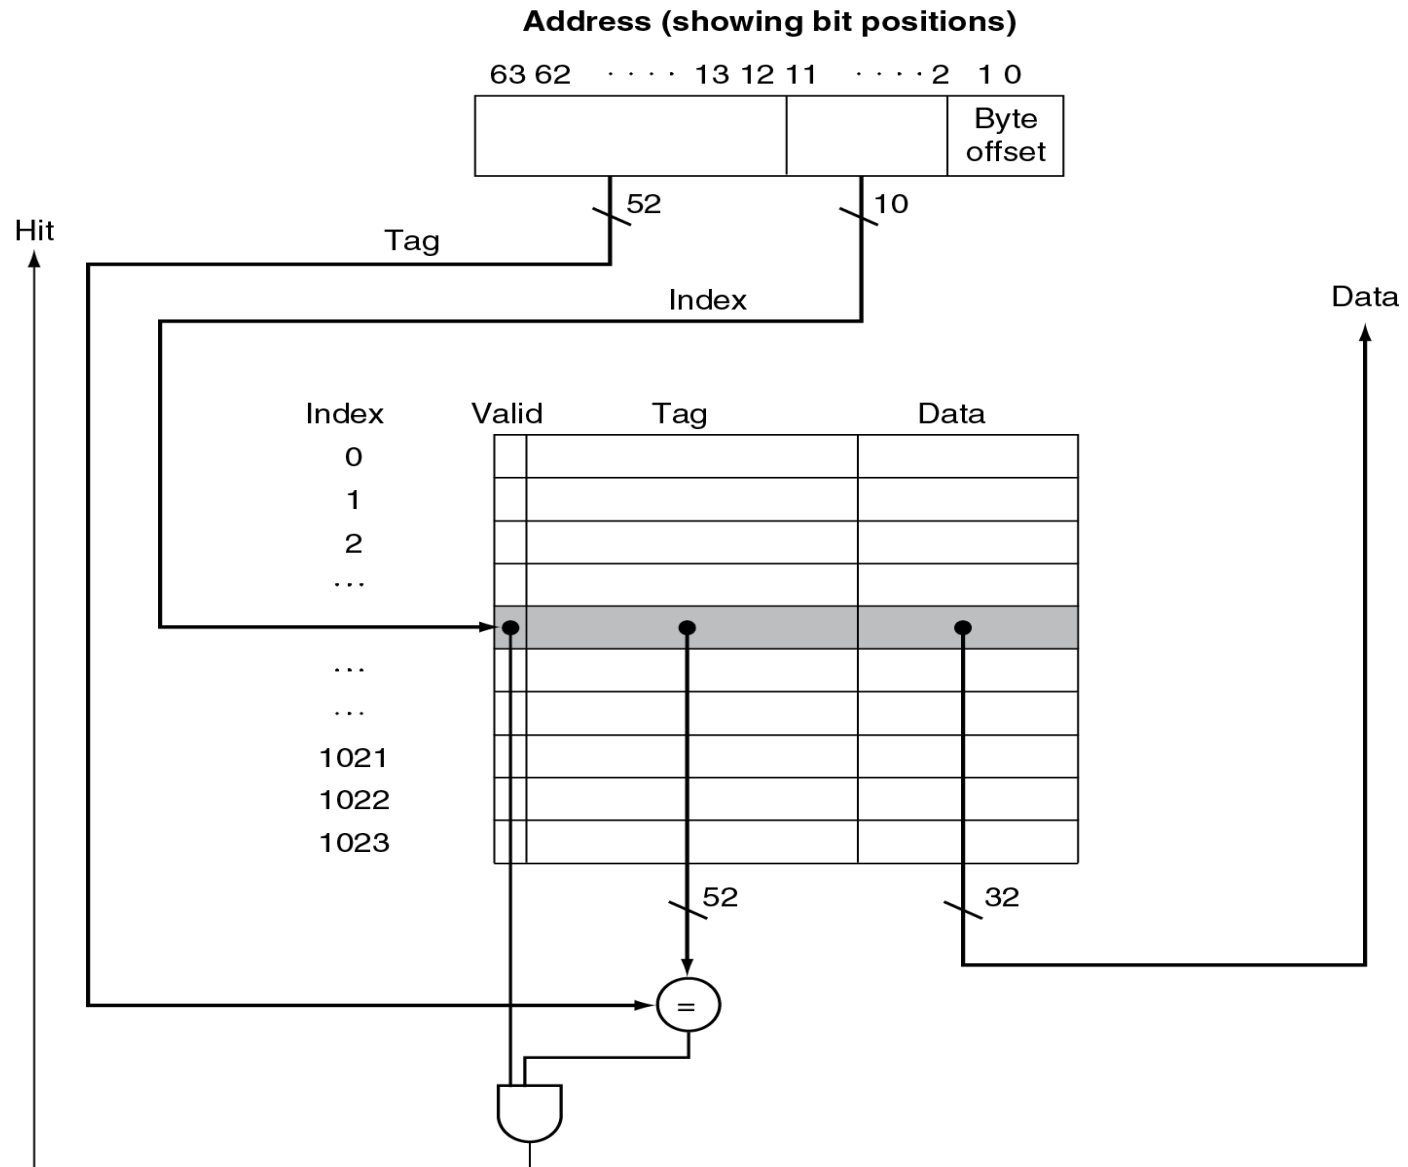 Address (showing bit positions)
63 62 · · · · 13 12 11 · · · · 2 1 0
Byte
offset
52 10
Hit
Tag
Index
Data
Index Valid Tag Data
0
1
2
...
...
...
1021
1022
1023
52 32
=